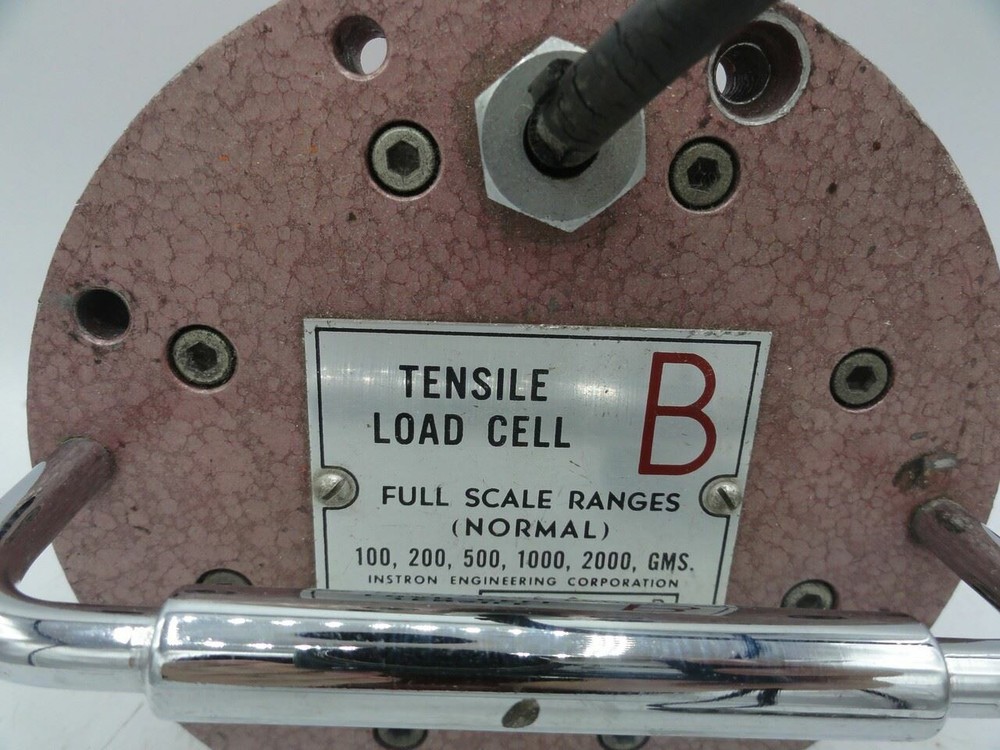 TENSILE
LOAD CELL
B
FULL SCALE RANGES
(NORMAL)
100, 200, 500, 1000, 2000, GMS.
INSTRON ENGINEERING CORPORATION